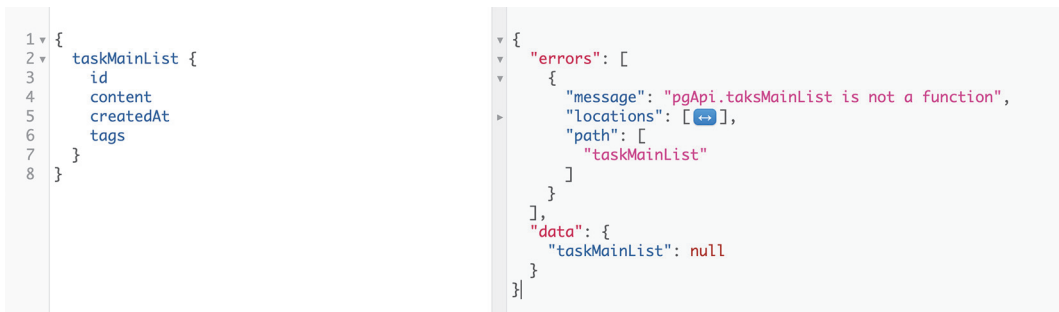 1 {
2 taskMainList {
3 id
4 content
5 createdAt
6 tags
7 }
8 }
{
"errors": [
{
"message": "pgApi.taksMainList is not a function",
"locations": [↔],
"path": [
"taskMainList"
]
}
],
"data": {
"taskMainList": null
}
}